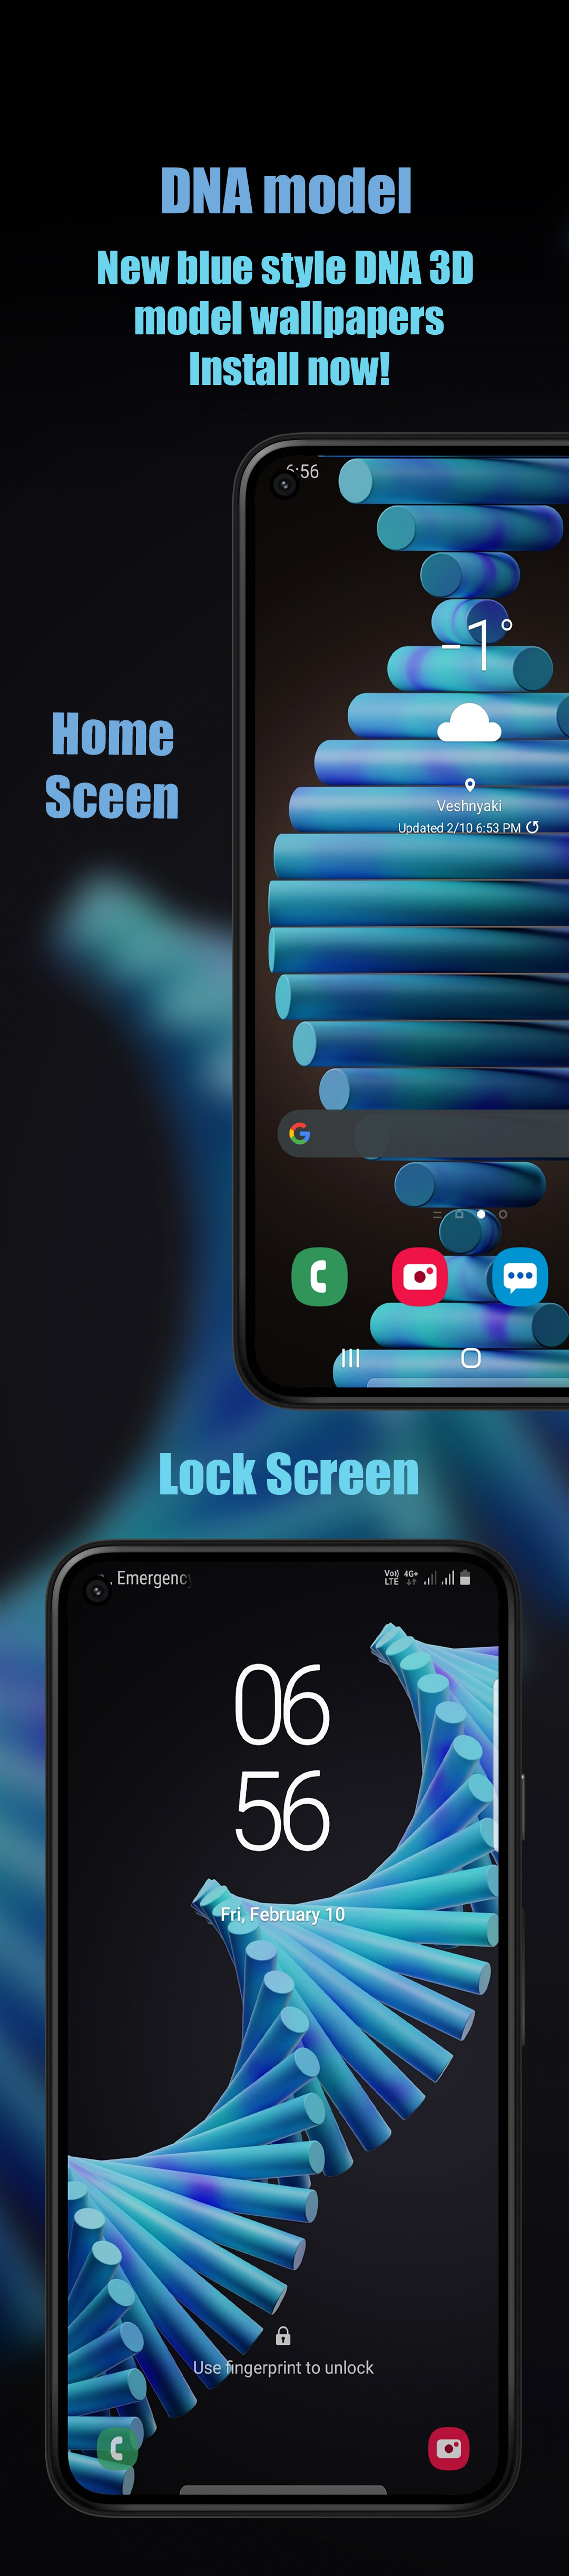 DNA model
New blue style DNA 3D
model wallpapers
Install now!
6:56
-1°
Veshnyaki
Updated 2/10 6:53 PM
Home
Sceen
Lock Screen
. Emergency
Vo)) LTE 4G+
06
56
Fri, February 10
Use fingerprint to unlock